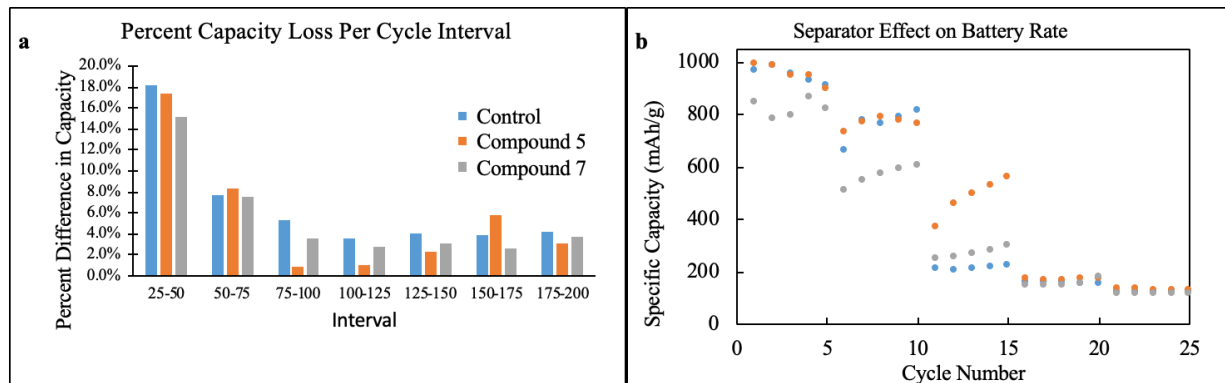 a
Percent Capacity Loss Per Cycle Interval
Percent Difference in Capacity
20.0%
18.0%
16.0%
14.0%
12.0%
10.0%
8.0%
6.0%
4.0%
2.0%
0.0%
Control
Compound 5
Compound 7
25-50 50-75 75-100 100-125 125-150 150-175 175-200
Interval
b
Separator Effect on Battery Rate
Specific Capacity (mAh/g)
1000
800
600
400
200
0
0 5 10 15 20 25
Cycle Number